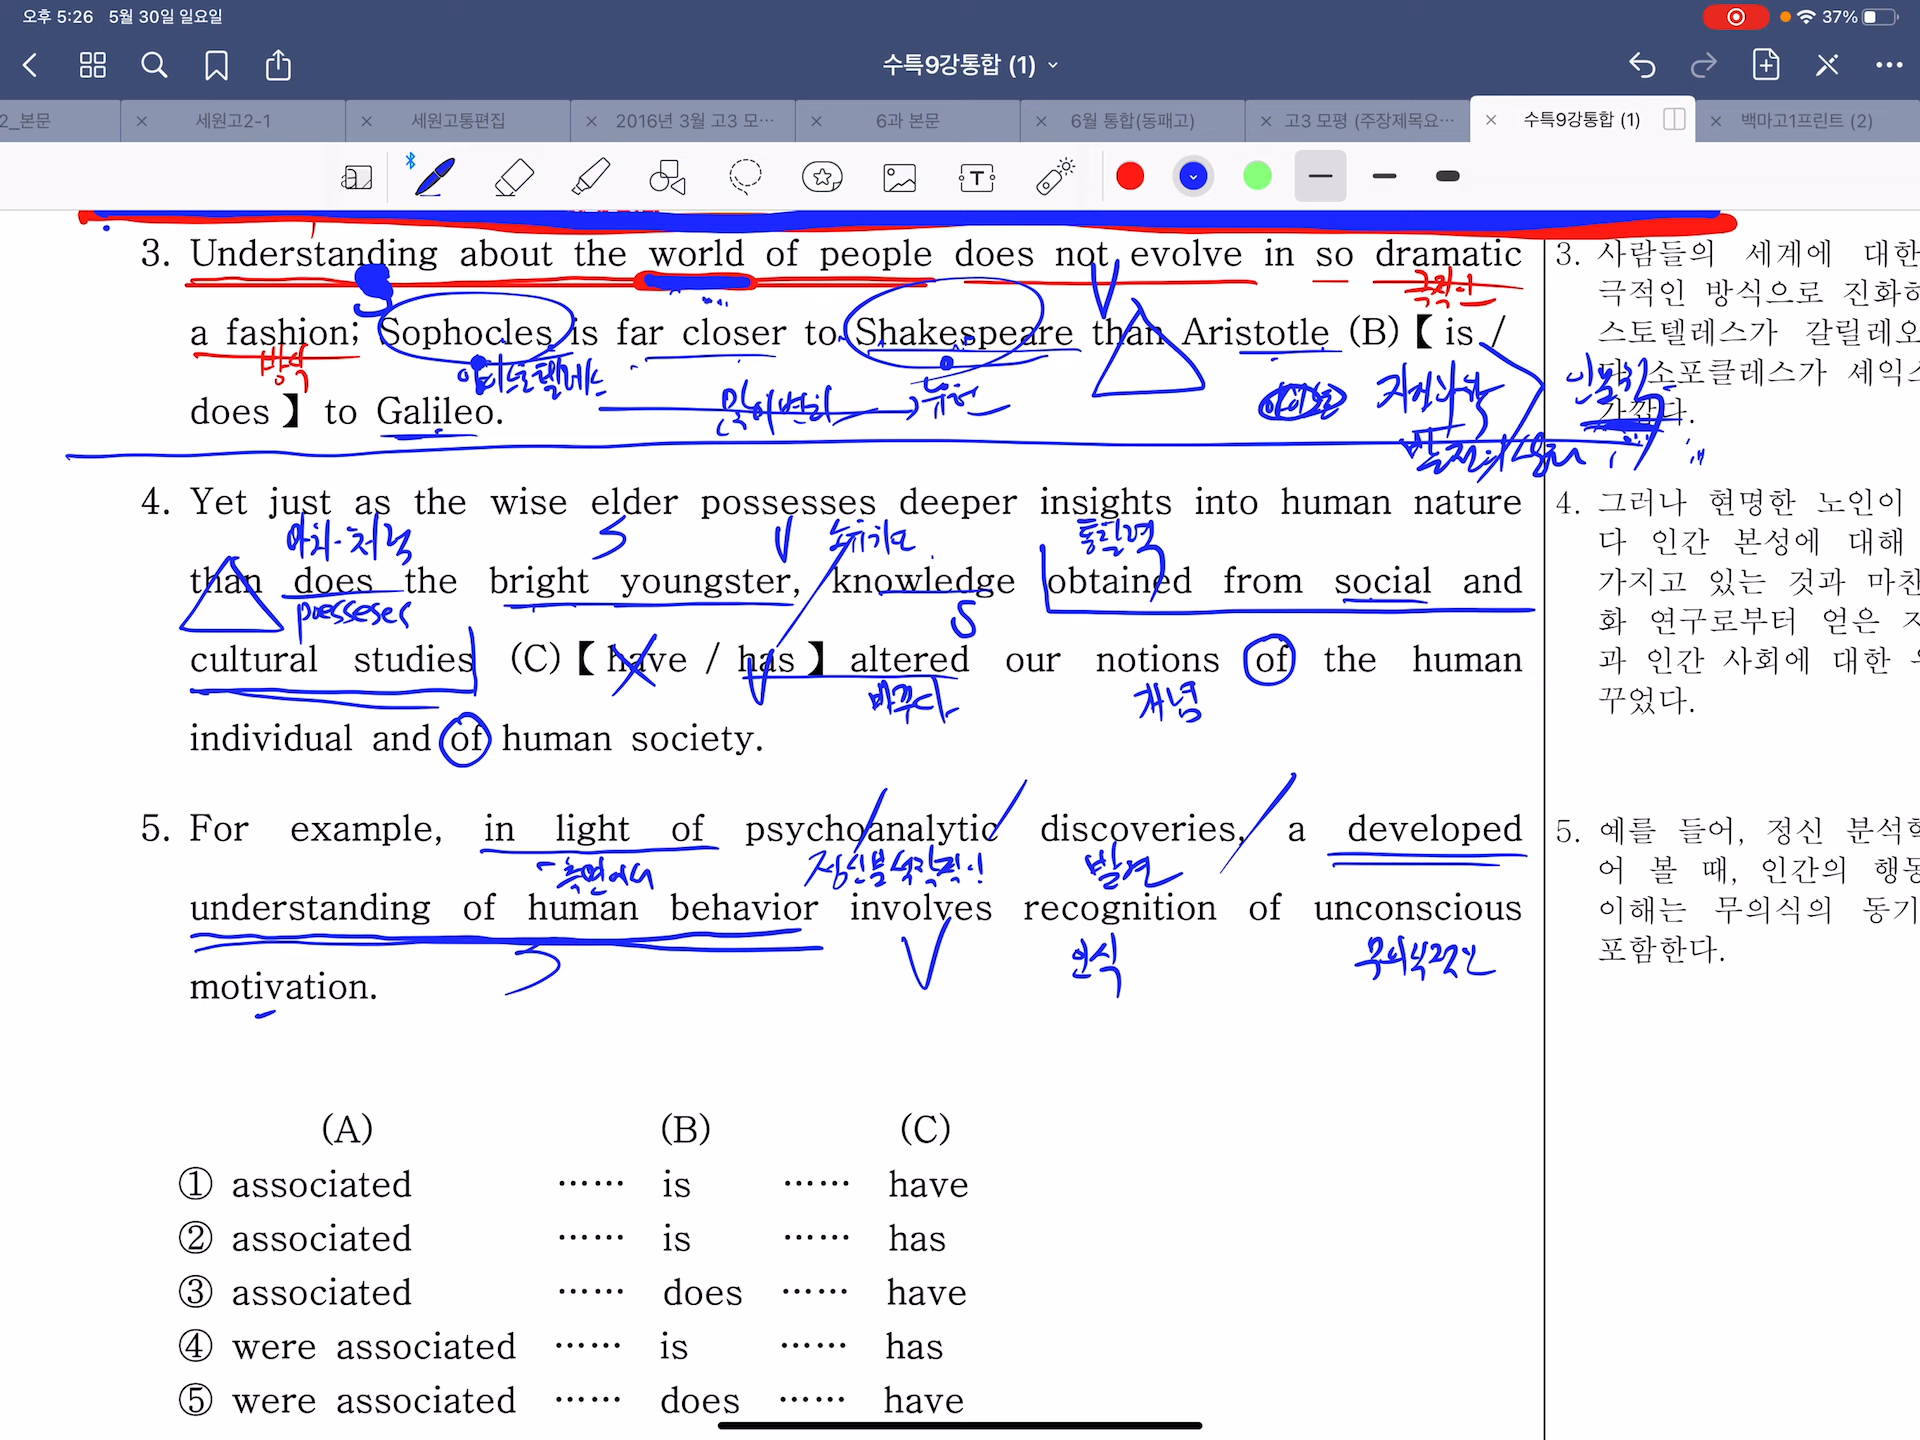 오후 5:26 5월 30일 일요일
37%
수특9강통합 (1)
2_본문
세원고2-1
세원고통편집
2016년 3월 고3 모…
6과 본문
6월 통합(동패고)
고3 모평 (주장제목요…
수특9강통합 (1)
백마고1프린트 (2)
3. Understanding about the world of people does not evolve in so dramatic
극적인
a fashion; Sophocles is far closer to Shakespeare than Aristotle (B)【 is /
방식
does 】 to Galileo.
많이 변화
4. Yet just as the wise elder possesses deeper insights into human nature
마치~처럼 S V 통찰력
than does the bright youngster, knowledge obtained from social and
possesses S
cultural studies (C)【 have / has 】 altered our notions of the human
V 바꾸다 개념
individual and of human society.
5. For example, in light of psychoanalytic discoveries, a developed
~측면에서 정신분석학적인 발견
understanding of human behavior involves recognition of unconscious
V 인식 무의식적인
motivation.
(A) (B) (C)
① associated …… is …… have
② associated …… is …… has
③ associated …… does …… have
④ were associated …… is …… has
⑤ were associated …… does …… have
3. 사람들의 세계에 대한
극적인 방식으로 진화하
스토텔레스가 갈릴레오
소포클레스가 셰익스
가깝다.
4. 그러나 현명한 노인이
다 인간 본성에 대해
가지고 있는 것과 마찬
화 연구로부터 얻은 지
과 인간 사회에 대한 우
꾸었다.
5. 예를 들어, 정신 분석학
어 볼 때, 인간의 행동
이해는 무의식의 동기
포함한다.